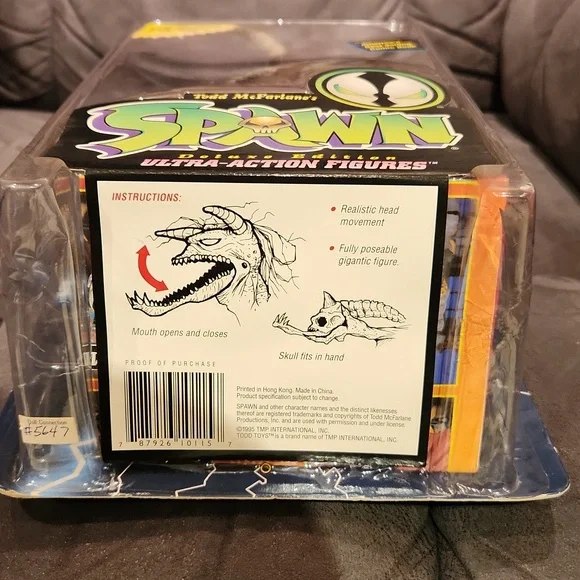 Todd McFarlane's
SPAWN
Deluxe Edition
ULTRA-ACTION FIGURES™
INSTRUCTIONS:
• Realistic head
movement
• Fully poseable
gigantic figure.
Mouth opens and closes
Skull fits in hand
PROOF OF PURCHASE
7 87926 10115 7
Printed in Hong Kong. Made in China.
Product specification subject to change.
SPAWN and other character names and the distinct likenesses
thereof are registered trademarks and copyrights of Todd McFarlane
Productions, Inc. and are used with permission and under license.
©1995 TMP INTERNATIONAL, INC.
TODD TOYS™ is a brand name of TMP INTERNATIONAL, INC.
#5647